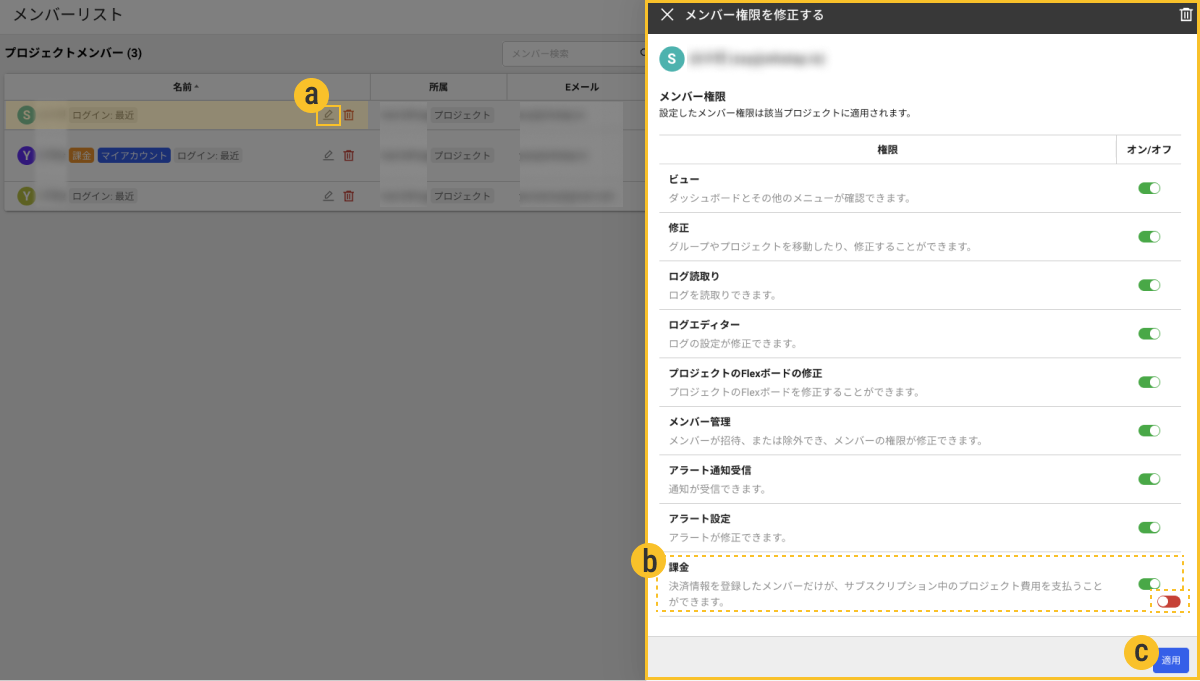 メンバーリスト
プロジェクトメンバー (3)
メンバー検索
名前
所属
Eメール
a
S
ログイン: 最近
プロジェクト
Y
課金
マイアカウント
ログイン: 最近
プロジェクト
Y
ログイン: 最近
プロジェクト
メンバー権限を修正する
S
メンバー権限
設定したメンバー権限は該当プロジェクトに適用されます。
権限
オン/オフ
ビュー
ダッシュボードとその他のメニューが確認できます。
修正
グループやプロジェクトを移動したり、修正することができます。
ログ読取り
ログを読取りできます。
ログエディター
ログの設定が修正できます。
プロジェクトのFlexボードの修正
プロジェクトのFlexボードを修正することができます。
メンバー管理
メンバーが招待、または除外でき、メンバーの権限が修正できます。
アラート通知受信
通知が受信できます。
アラート設定
アラートが修正できます。
b
課金
決済情報を登録したメンバーだけが、サブスクリプション中のプロジェクト費用を支払うこと
ができます。
c
適用